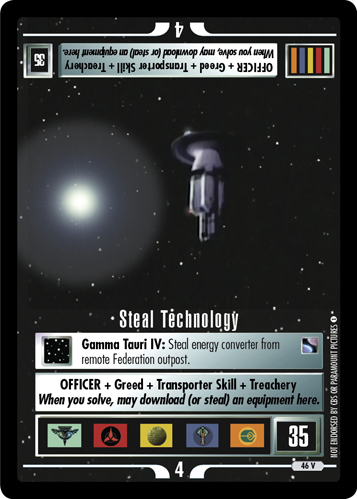 4
OFFICER + Greed + Transporter Skill + Treachery
When you solve, may download (or steal) an equipment here.
35
Steal Technology
Gamma Tauri IV: Steal energy converter from
remote Federation outpost.
OFFICER + Greed + Transporter Skill + Treachery
When you solve, may download (or steal) an equipment here.
35
46 V
4
NOT ENDORSED BY CBS OR PARAMOUNT PICTURES